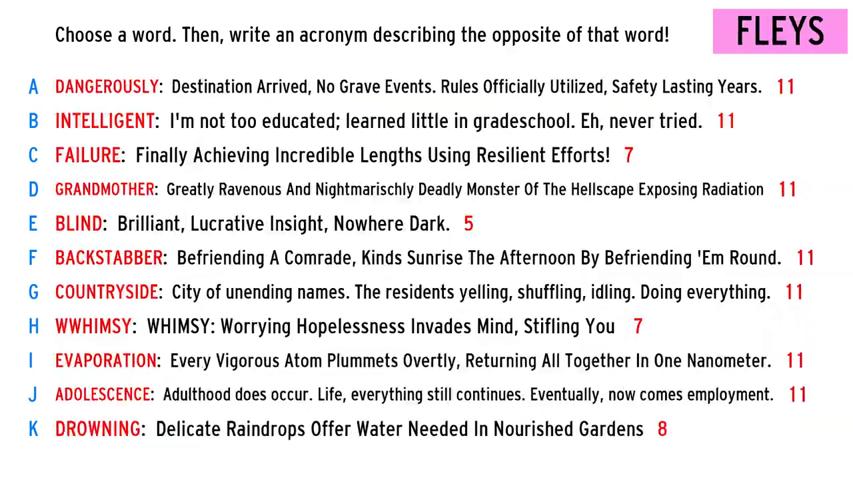 Choose a word. Then, write an acronym describing the opposite of that word!
FLEYS
A DANGEROUSLY: Destination Arrived, No Grave Events. Rules Officially Utilized, Safety Lasting Years. 11
B INTELLIGENT: I'm not too educated; learned little in gradeschool. Eh, never tried. 11
C FAILURE: Finally Achieving Incredible Lengths Using Resilient Efforts! 7
D GRANDMOTHER: Greatly Ravenous And Nightmarischly Deadly Monster Of The Hellscape Exposing Radiation 11
E BLIND: Brilliant, Lucrative Insight, Nowhere Dark. 5
F BACKSTABBER: Befriending A Comrade, Kinds Sunrise The Afternoon By Befriending 'Em Round. 11
G COUNTRYSIDE: City of unending names. The residents yelling, shuffling, idling. Doing everything. 11
H WWHIMSY: WHIMSY: Worrying Hopelessness Invades Mind, Stifling You 7
I EVAPORATION: Every Vigorous Atom Plummets Overtly, Returning All Together In One Nanometer. 11
J ADOLESCENCE: Adulthood does occur. Life, everything still continues. Eventually, now comes employment. 11
K DROWNING: Delicate Raindrops Offer Water Needed In Nourished Gardens 8